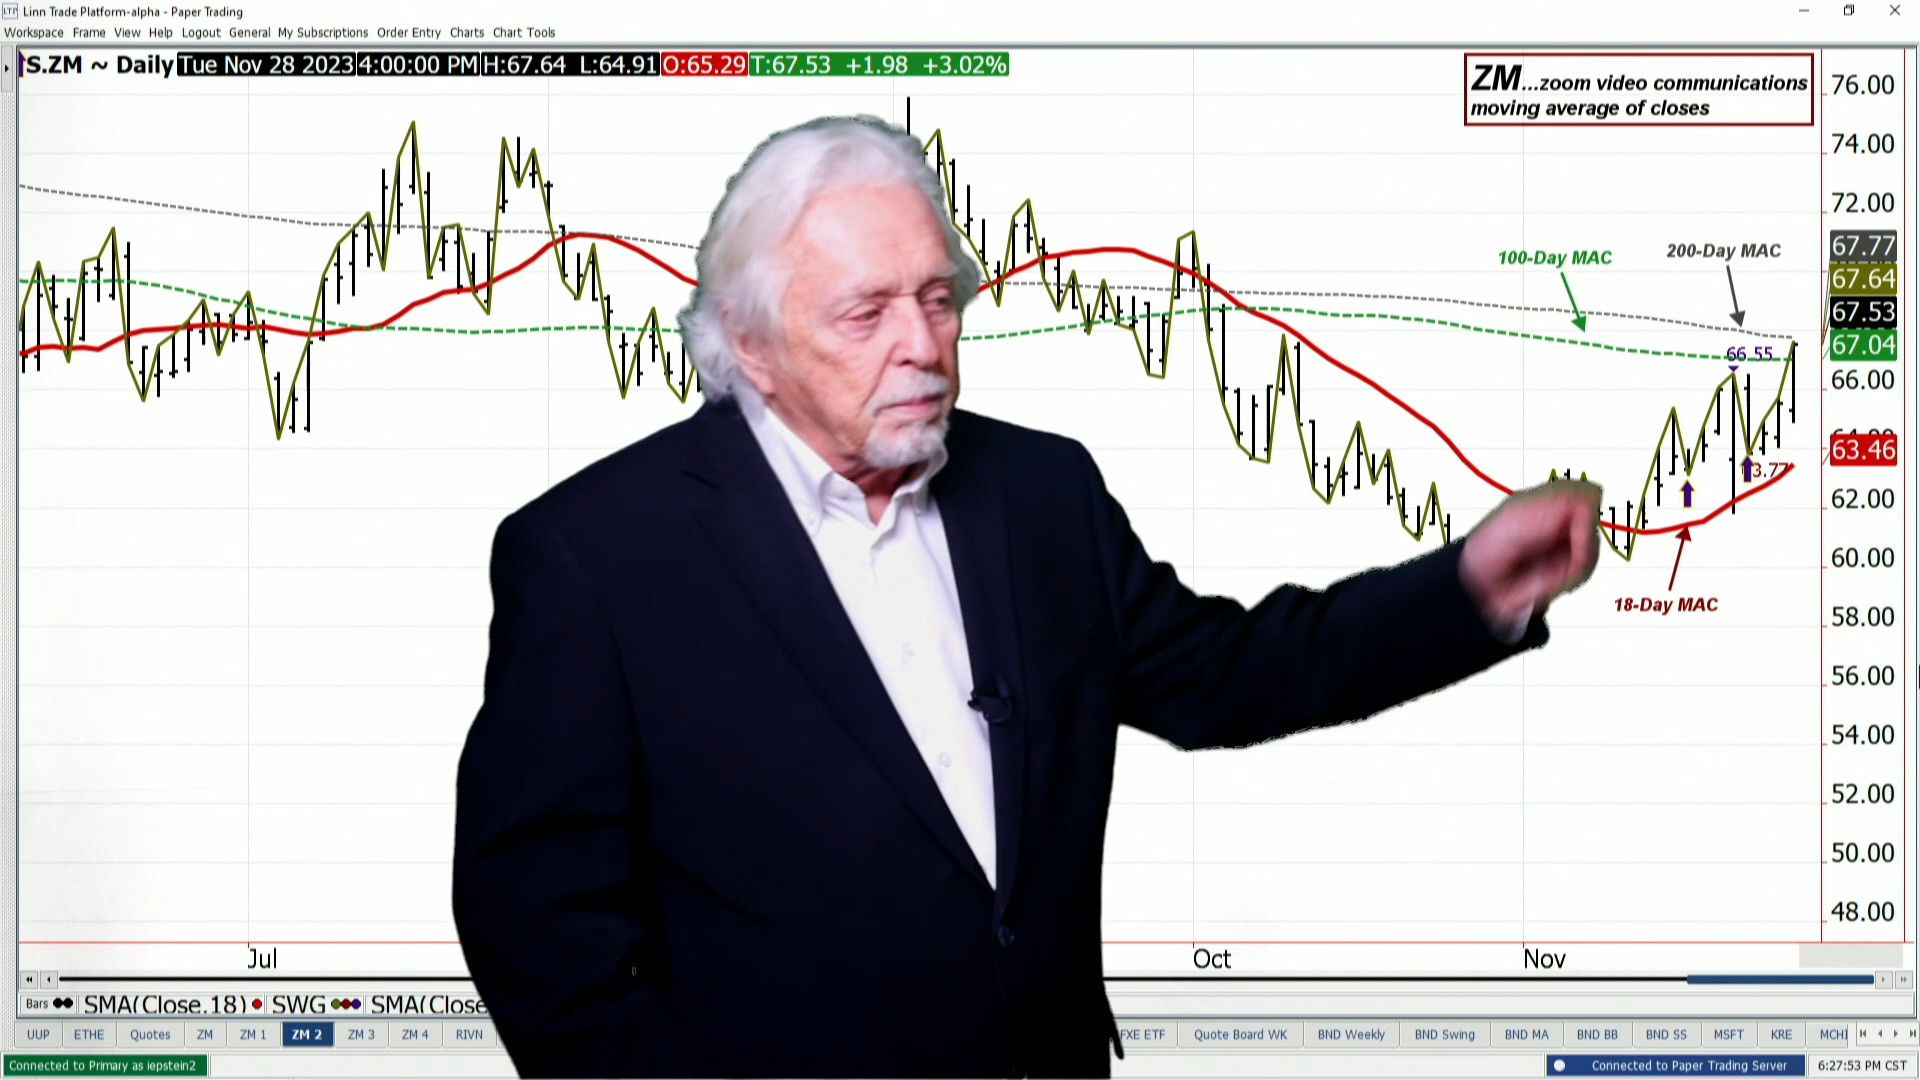 Linn Trade Platform-alpha - Paper Trading
Workspace Frame View Help Logout General My Subscriptions Order Entry Charts Chart Tools
S.ZM ~ Daily Tue Nov 28 2023 4:00:00 PM H:67.64 L:64.91 O:65.29 T:67.53 +1.98 +3.02%
ZM...zoom video communications
moving average of closes
76.00
74.00
72.00
100-Day MAC
200-Day MAC
67.77
67.64
67.53
67.04
66.55
66.00
63.46
62.00
60.00
18-Day MAC
58.00
56.00
54.00
52.00
50.00
48.00
Jul Oct Nov
Bars SMA(Close,18) SWG SMA(Close
UUP ETHE Quotes ZM ZM 1 ZM 2 ZM 3 ZM 4 RIVN FXE ETF Quote Board WK BND Weekly BND Swing BND MA BND BB BND SS MSFT KRE MCHI
Connected to Primary as iepstein2 Connected to Paper Trading Server 6:27:53 PM CST